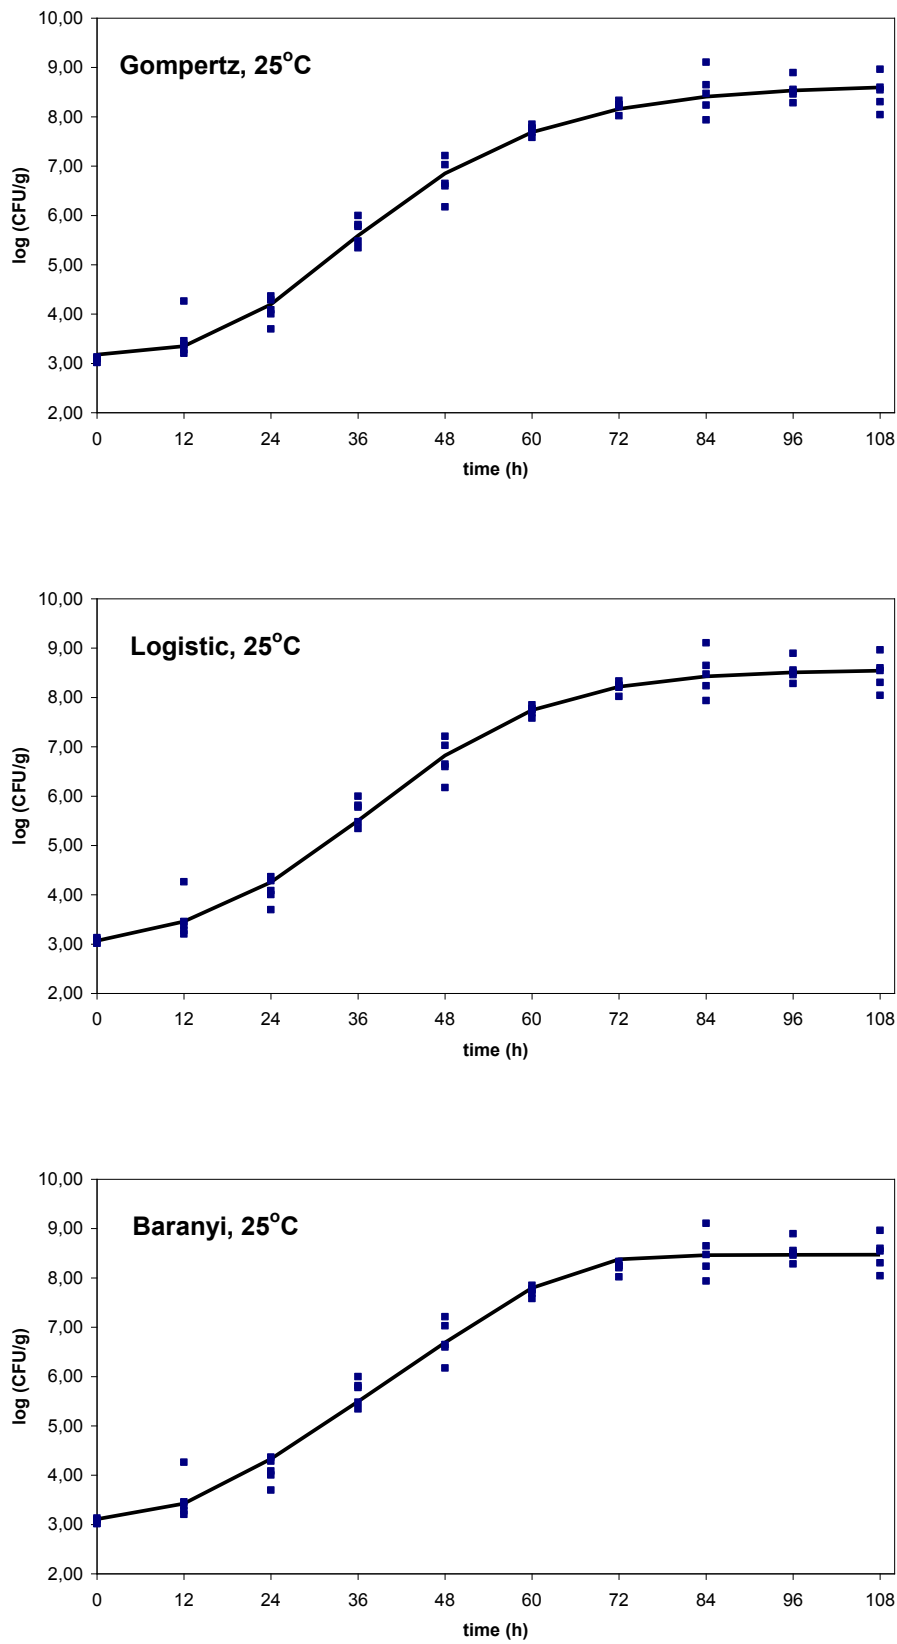 10,00
Gompertz, 25°C
9,00
8,00
7,00
6,00
5,00
4,00
3,00
2,00
log (CFU/g)
0 12 24 36 48 60 72 84 96 108
time (h)
10,00
Logistic, 25°C
9,00
8,00
7,00
6,00
5,00
4,00
3,00
2,00
log (CFU/g)
0 12 24 36 48 60 72 84 96 108
time (h)
10,00
Baranyi, 25°C
9,00
8,00
7,00
6,00
5,00
4,00
3,00
2,00
log (CFU/g)
0 12 24 36 48 60 72 84 96 108
time (h)